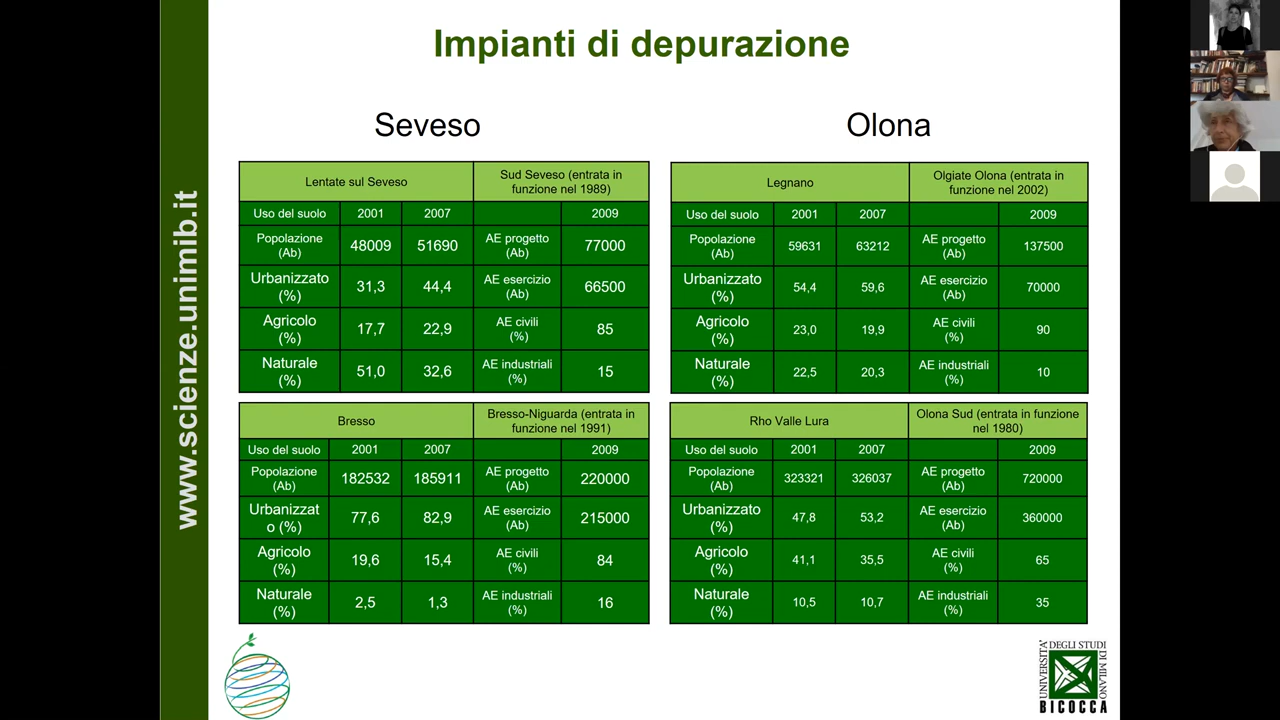 Impianti di depurazione
www.scienze.unimib.it
Seveso
Lentate sul Seveso
Sud Seveso (entrata in
funzione nel 1989)
Uso del suolo 2001 2007 2009
Popolazione
(Ab) 48009 51690 AE progetto
(Ab) 77000
Urbanizzato
(%) 31,3 44,4 AE esercizio
(Ab) 66500
Agricolo
(%) 17,7 22,9 AE civili
(%) 85
Naturale
(%) 51,0 32,6 AE industriali
(%) 15
Bresso
Bresso-Niguarda (entrata in
funzione nel 1991)
Uso del suolo 2001 2007 2009
Popolazione
(Ab) 182532 185911 AE progetto
(Ab) 220000
Urbanizzat
o (%) 77,6 82,9 AE esercizio
(Ab) 215000
Agricolo
(%) 19,6 15,4 AE civili
(%) 84
Naturale
(%) 2,5 1,3 AE industriali
(%) 16
Olona
Legnano
Olgiate Olona (entrata in
funzione nel 2002)
Uso del suolo 2001 2007 2009
Popolazione
(Ab) 59631 63212 AE progetto
(Ab) 137500
Urbanizzato
(%) 54,4 59,6 AE esercizio
(Ab) 70000
Agricolo
(%) 23,0 19,9 AE civili
(%) 90
Naturale
(%) 22,5 20,3 AE industriali
(%) 10
Rho Valle Lura
Olona Sud (entrata in funzione
nel 1980)
Uso del suolo 2001 2007 2009
Popolazione
(Ab) 323321 326037 AE progetto
(Ab) 720000
Urbanizzato
(%) 47,8 53,2 AE esercizio
(Ab) 360000
Agricolo
(%) 41,1 35,5 AE civili
(%) 65
Naturale
(%) 10,5 10,7 AE industriali
(%) 35
UNIVERSITA'
DEGLI STUDI
DI MILANO
BICOCCA